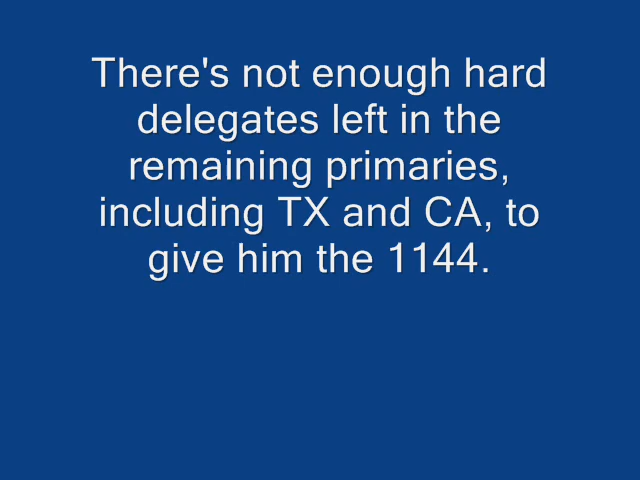 There's not enough hard
delegates left in the
remaining primaries,
including TX and CA, to
give him the 1144.